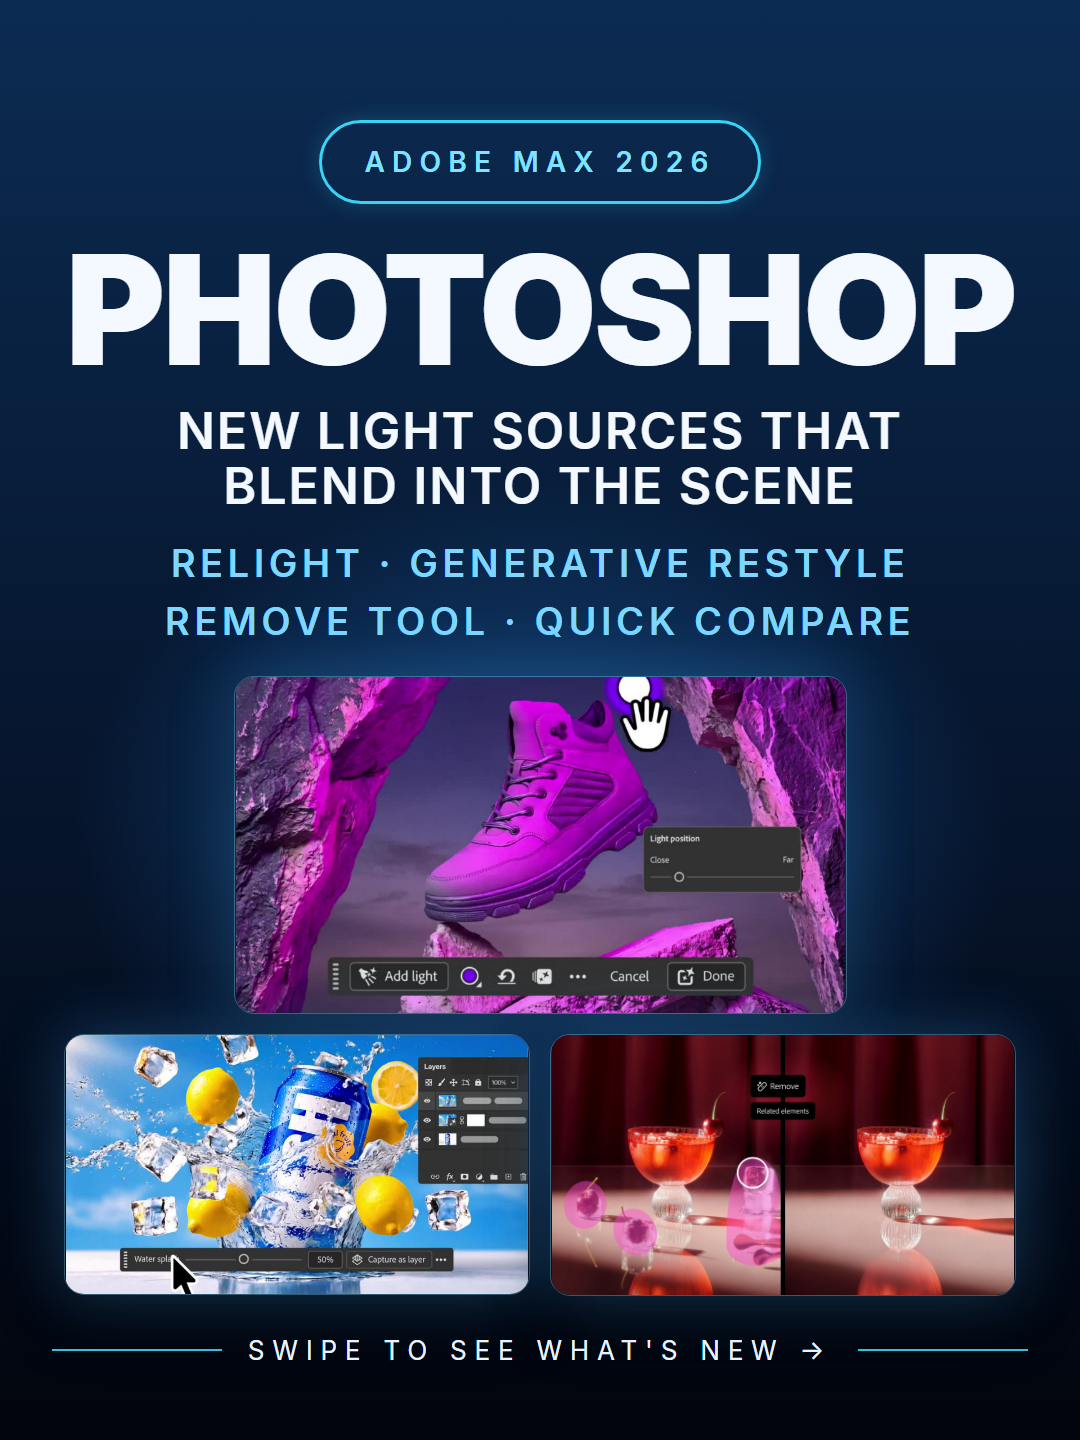 ADOBE MAX 2026
PHOTOSHOP
NEW LIGHT SOURCES THAT
BLEND INTO THE SCENE
RELIGHT · GENERATIVE RESTYLE
REMOVE TOOL · QUICK COMPARE
Light position
Close Far
Add light Cancel Done
Layers
100%
Water spla
50% Capture as layer
Remove
Related elements
SWIPE TO SEE WHAT'S NEW →